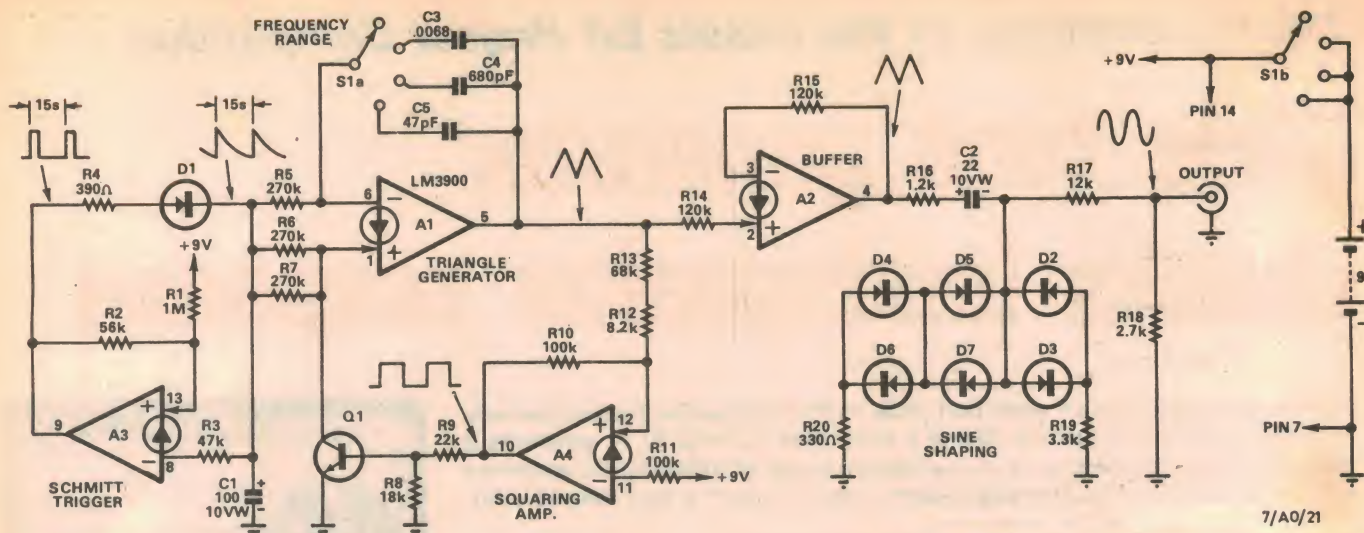 FREQUENCY
RANGE
S1a
C3
.0068
C4
680pF
C5
47pF
15s
15s
R4
390Ω
D1
R5
270k
R6
270k
R7
270k
LM3900
6
−
A1
5
+
1
TRIANGLE
GENERATOR
+9V
R1
1M
R2
56k
13
+
9
A3
−
8
R3
47k
SCHMITT
TRIGGER
C1
100
10VW
+
−
Q1
R8
18k
R9
22k
R10
100k
10
12
+
A4
−
11
R11
100k
+9V
SQUARING
AMP.
R13
68k
R12
8.2k
R14
120k
R15
120k
BUFFER
3
−
A2
4
2
+
R16
1.2k
C2
22
10VW
+
−
R17
12k
OUTPUT
D4
D5
D2
D6
D7
D3
R20
330Ω
SINE
SHAPING
R19
3.3k
R18
2.7k
+9V
PIN 14
S1b
+
9
−
PIN 7
7/AO/21